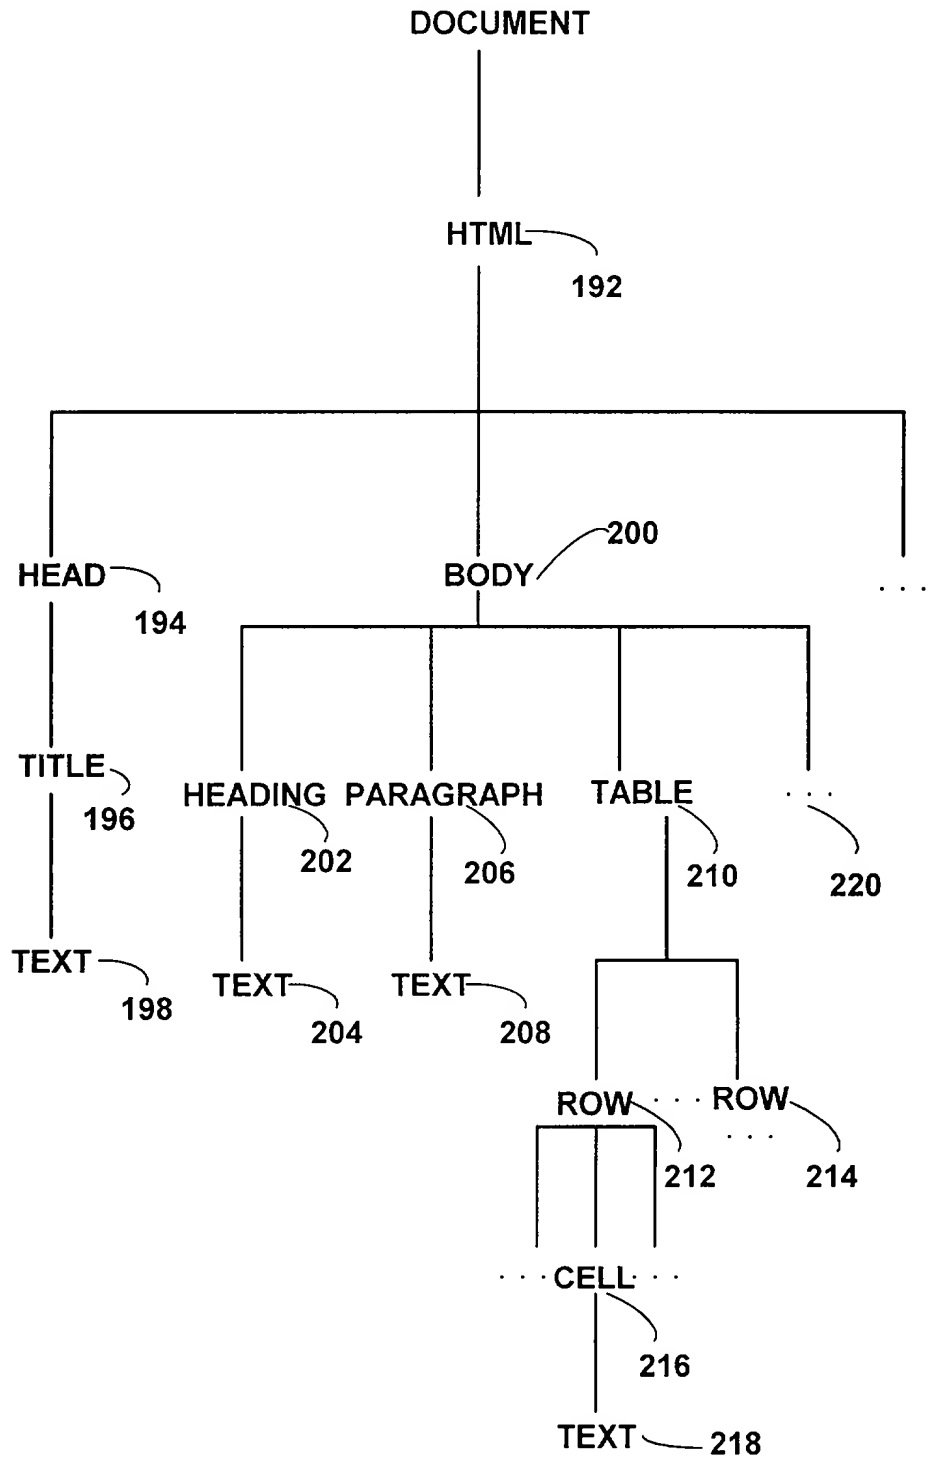 DOCUMENT
HTML
192
200
HEAD
BODY
. . .
194
TITLE
196
HEADING PARAGRAPH TABLE . . .
202
206
210
220
TEXT
198
TEXT
TEXT
204
208
ROW . . . ROW
. . .
212
214
. . . CELL . . .
216
TEXT
218